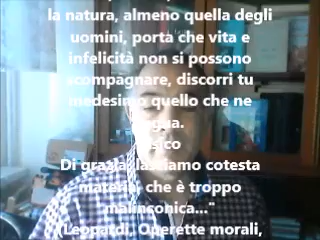 la natura, almeno quella degli
uomini, porta che vita e
infelicità non si possono
scompagnare, discorri tu
medesimo quello che ne
Di grazia, lasciamo cotesta
materia, che è troppo
malinconica..."
(Leopardi, Operette morali,